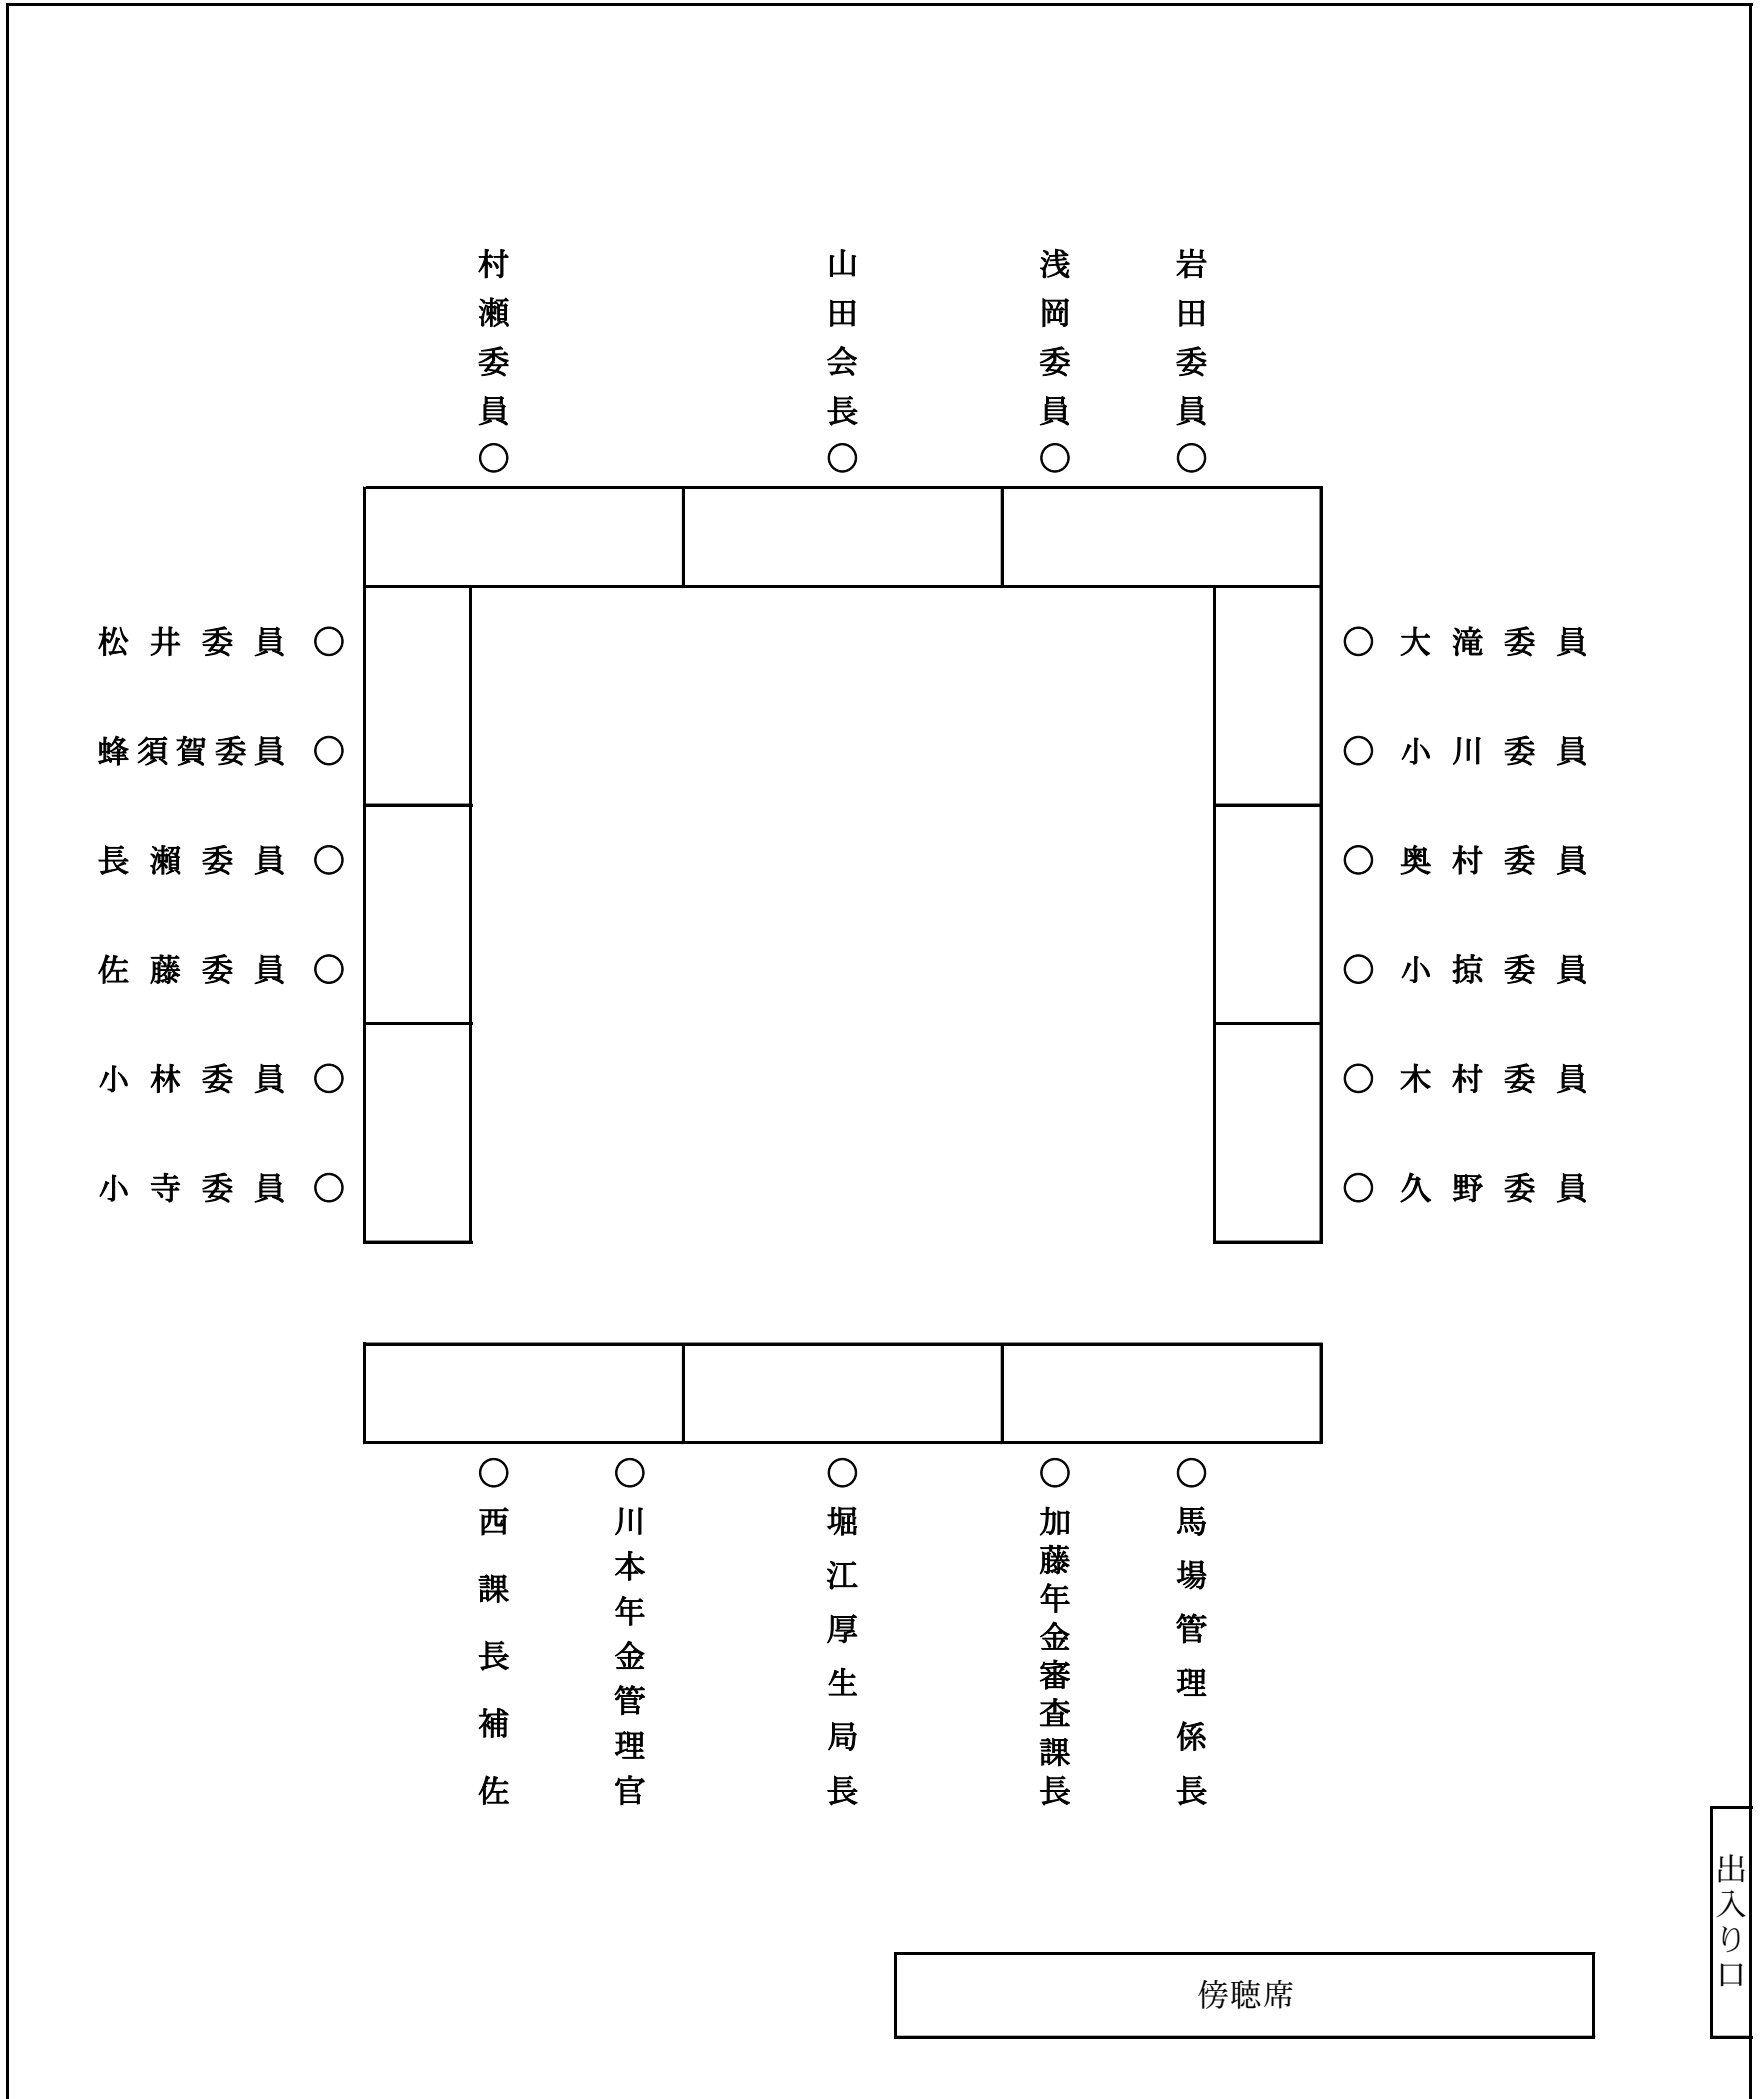 村瀬委員○
山田会長○
浅岡委員○
岩田委員○
松井委員○
蜂須賀委員○
長瀬委員○
佐藤委員○
小林委員○
小寺委員○
○大滝委員
○小川委員
○奥村委員
○小掠委員
○木村委員
○久野委員
○西課長補佐
○川本年金管理官
○堀江厚生局長
○加藤年金審査課長
○馬場管理係長
出入り口
傍聴席